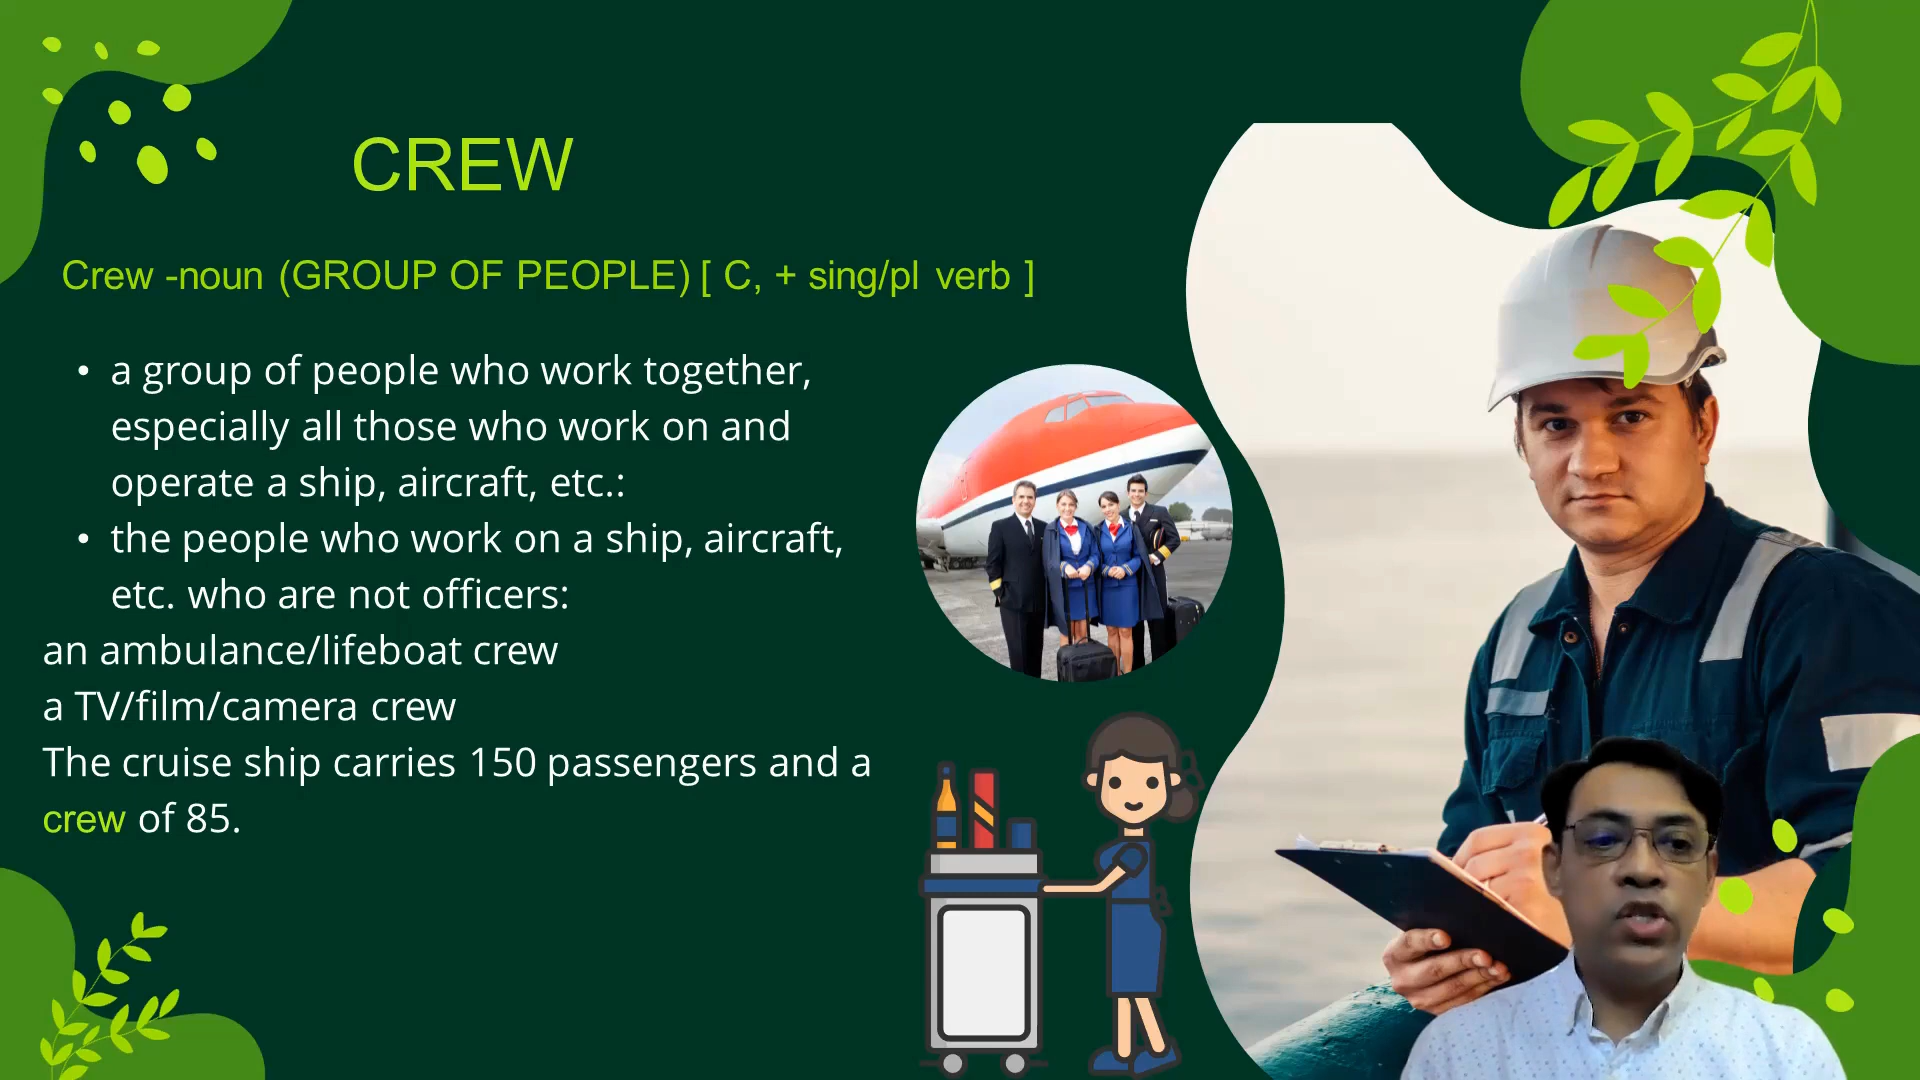 CREW
Crew -noun (GROUP OF PEOPLE) [ C, + sing/pl verb ]
• a group of people who work together,
especially all those who work on and
operate a ship, aircraft, etc.:
• the people who work on a ship, aircraft,
etc. who are not officers:
an ambulance/lifeboat crew
a TV/film/camera crew
The cruise ship carries 150 passengers and a
crew of 85.